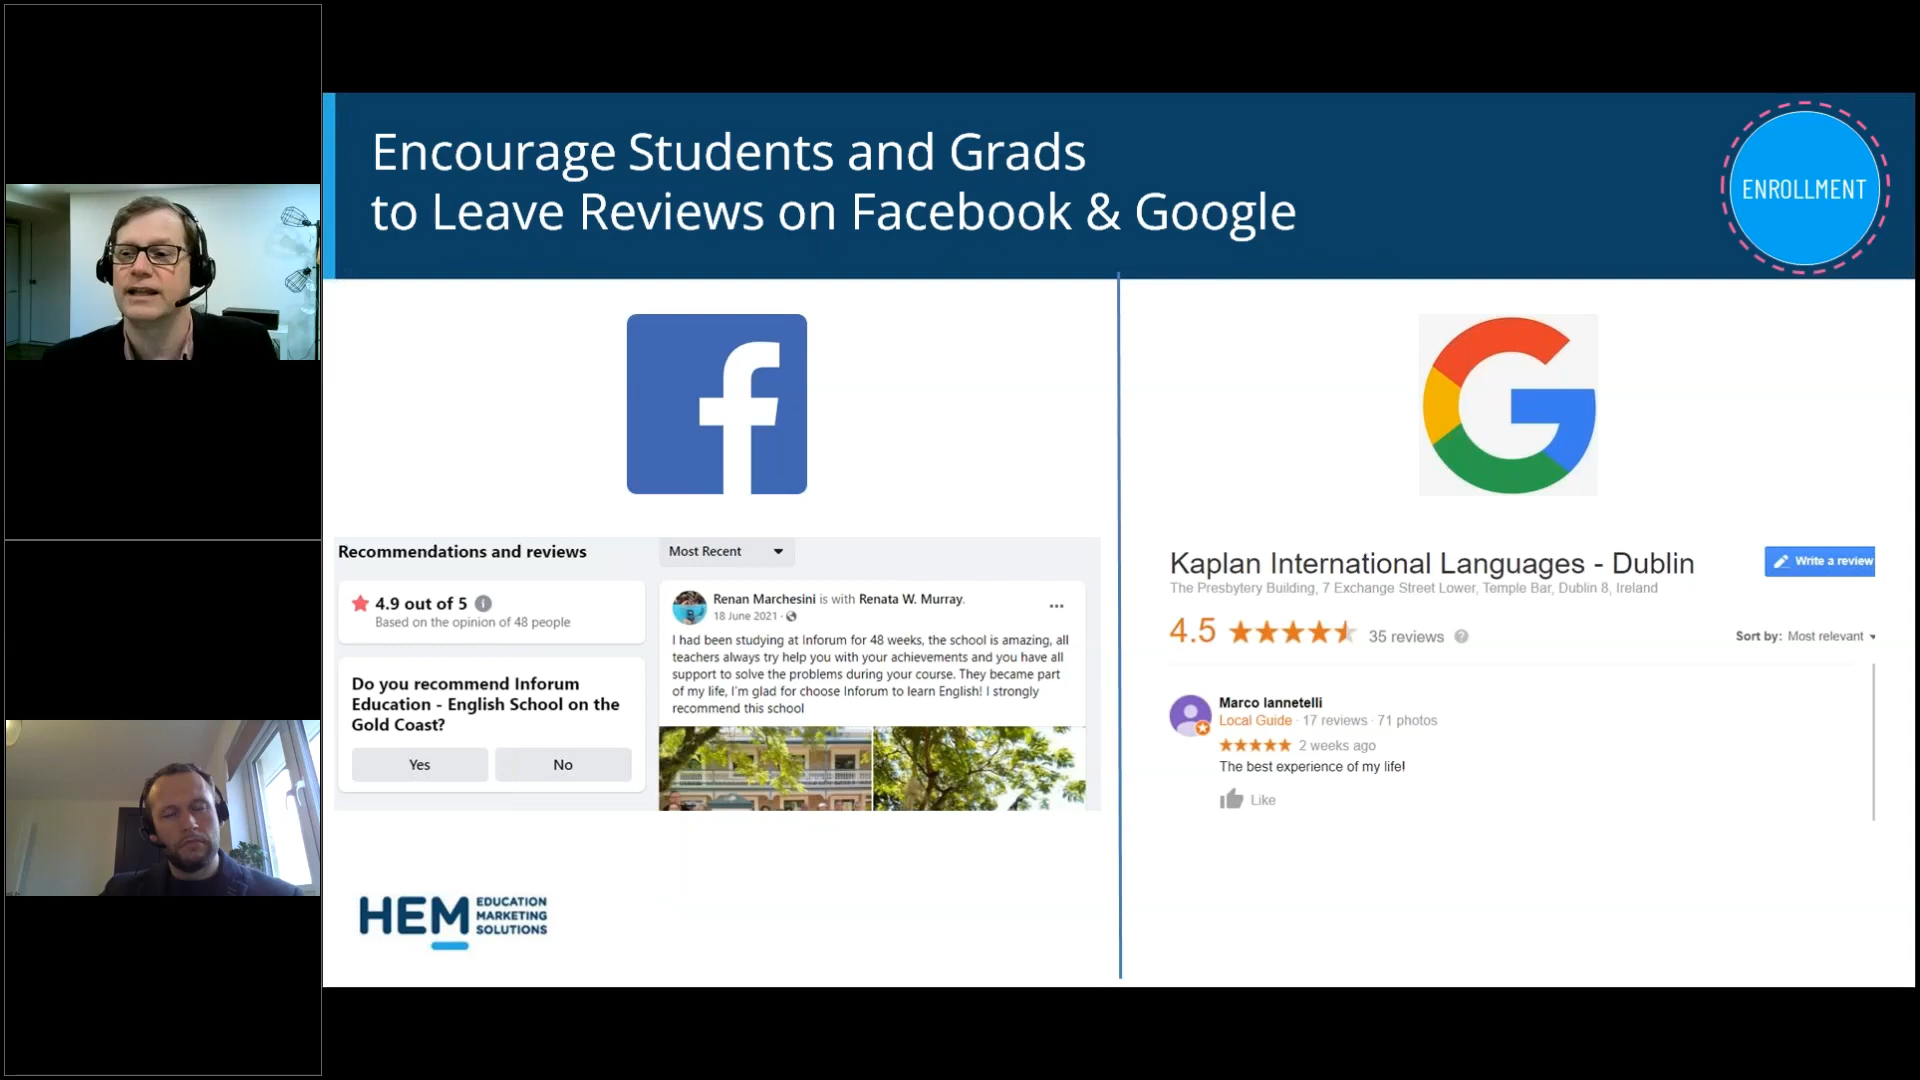 Encourage Students and Grads
to Leave Reviews on Facebook & Google
ENROLLMENT
Recommendations and reviews
4.9 out of 5
Based on the opinion of 48 people
Do you recommend Inforum
Education - English School on the
Gold Coast?
Yes
No
Most Recent
Renan Marchesini is with Renata W. Murray.
18 June 2021 ·
I had been studying at Inforum for 48 weeks, the school is amazing, all
teachers always try help you with your achievements and you have all
support to solve the problems during your course. They became part
of my life, I'm glad for choose Inforum to learn English! I strongly
recommend this school
Kaplan International Languages - Dublin
Write a review
The Presbytery Building, 7 Exchange Street Lower, Temple Bar, Dublin 8, Ireland
4.5
35 reviews
Sort by: Most relevant
Marco Iannetelli
Local Guide · 17 reviews · 71 photos
2 weeks ago
The best experience of my life!
Like
HEM
EDUCATION
MARKETING
SOLUTIONS